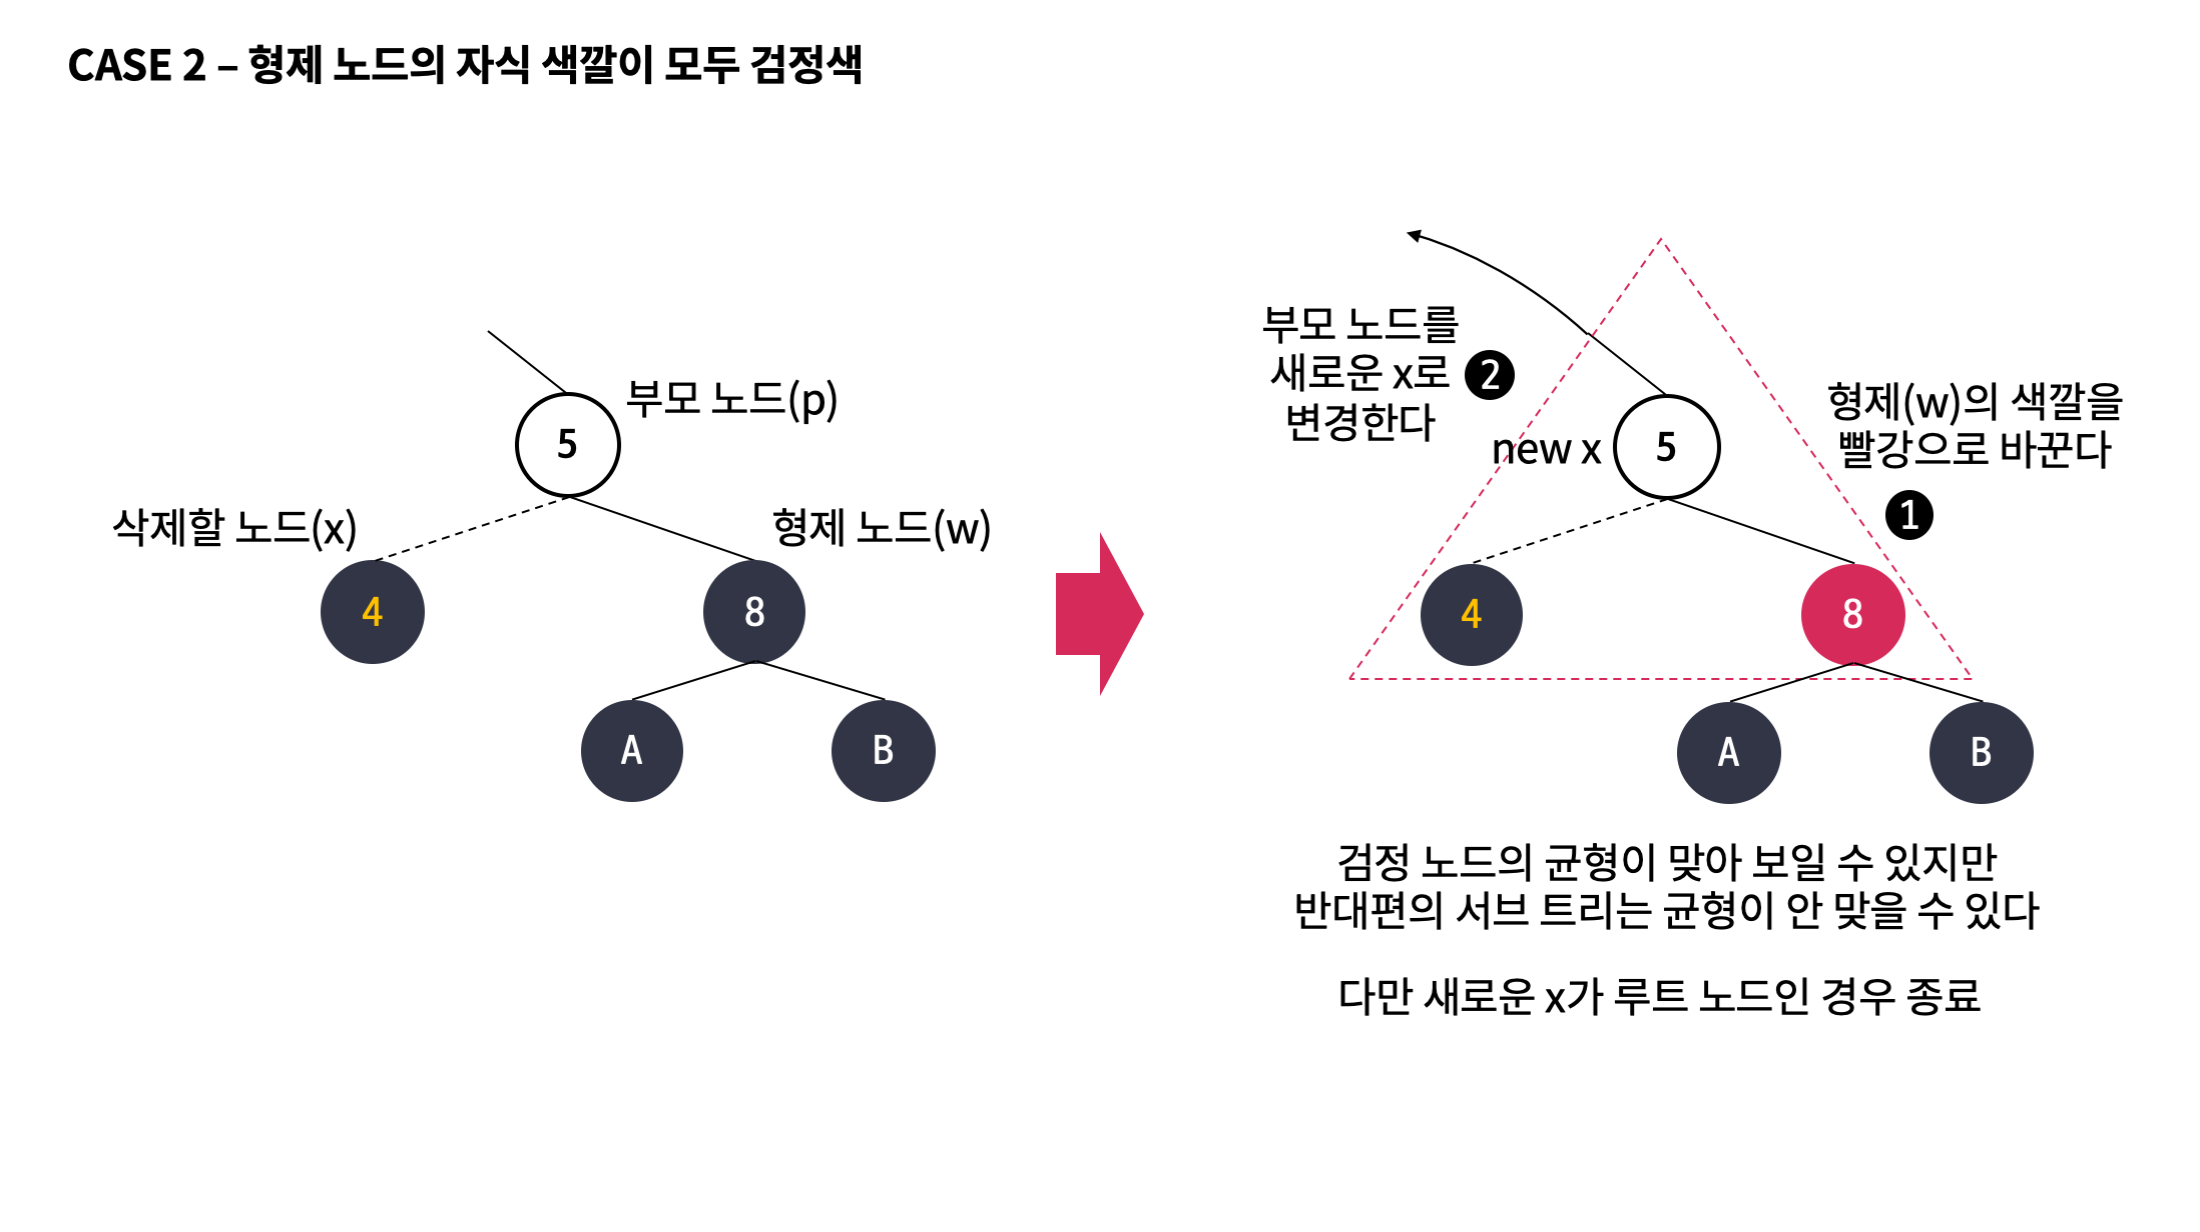 CASE 2 – 형제 노드의 자식 색깔이 모두 검정색
부모 노드(p)
5
삭제할 노드(x)
형제 노드(w)
4
8
A
B
부모 노드를
새로운 x로
변경한다
2
new x
5
형제(w)의 색깔을
빨강으로 바꾼다
1
4
8
A
B
검정 노드의 균형이 맞아 보일 수 있지만
반대편의 서브 트리는 균형이 안 맞을 수 있다
다만 새로운 x가 루트 노드인 경우 종료